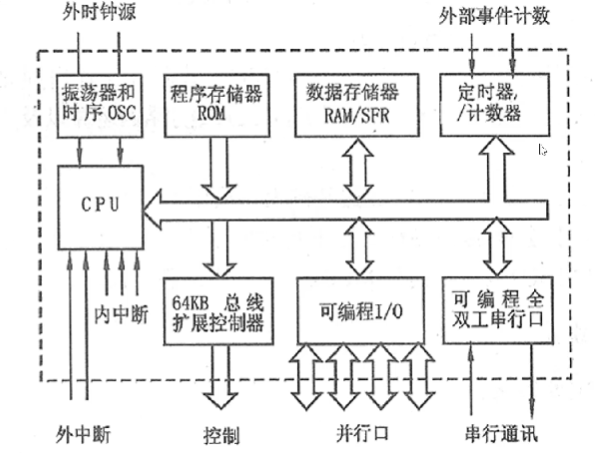 外时钟源
外部事件计数
振荡器和
时序OSC
程序存储器
ROM
数据存储器
RAM/SFR
定时器/
/计数器
CPU
内中断
64KB 总线
扩展控制器
可编程I/O
可编程全
双工串行口
外中断
控制
并行口
串行通讯